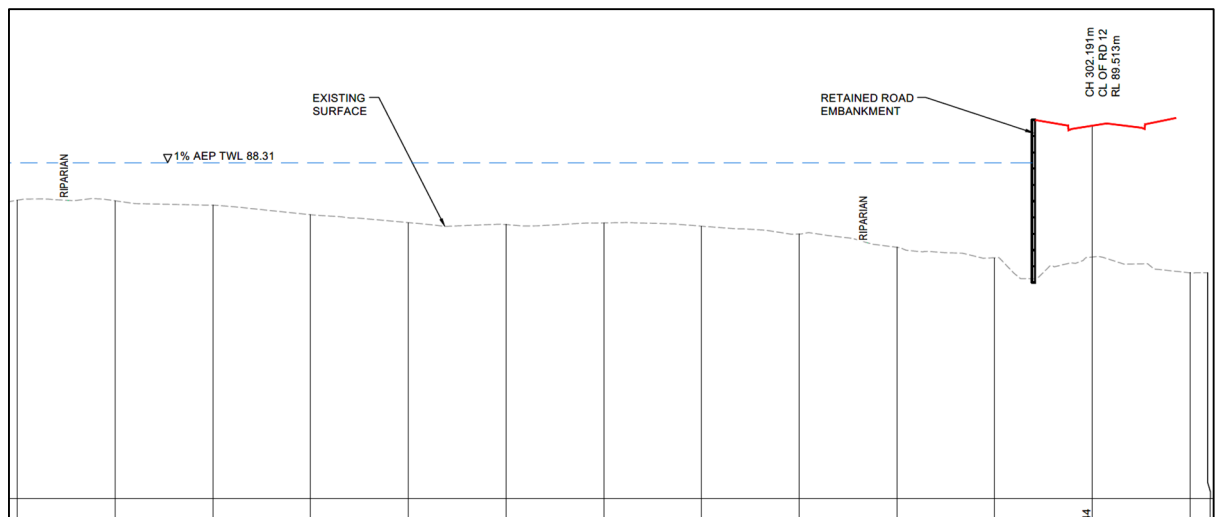 EXISTING
SURFACE
RETAINED ROAD
EMBANKMENT
CH 302.191m
CL OF RD 12
RL 89.513m
1% AEP TWL 88.31
RIPARIAN
RIPARIAN